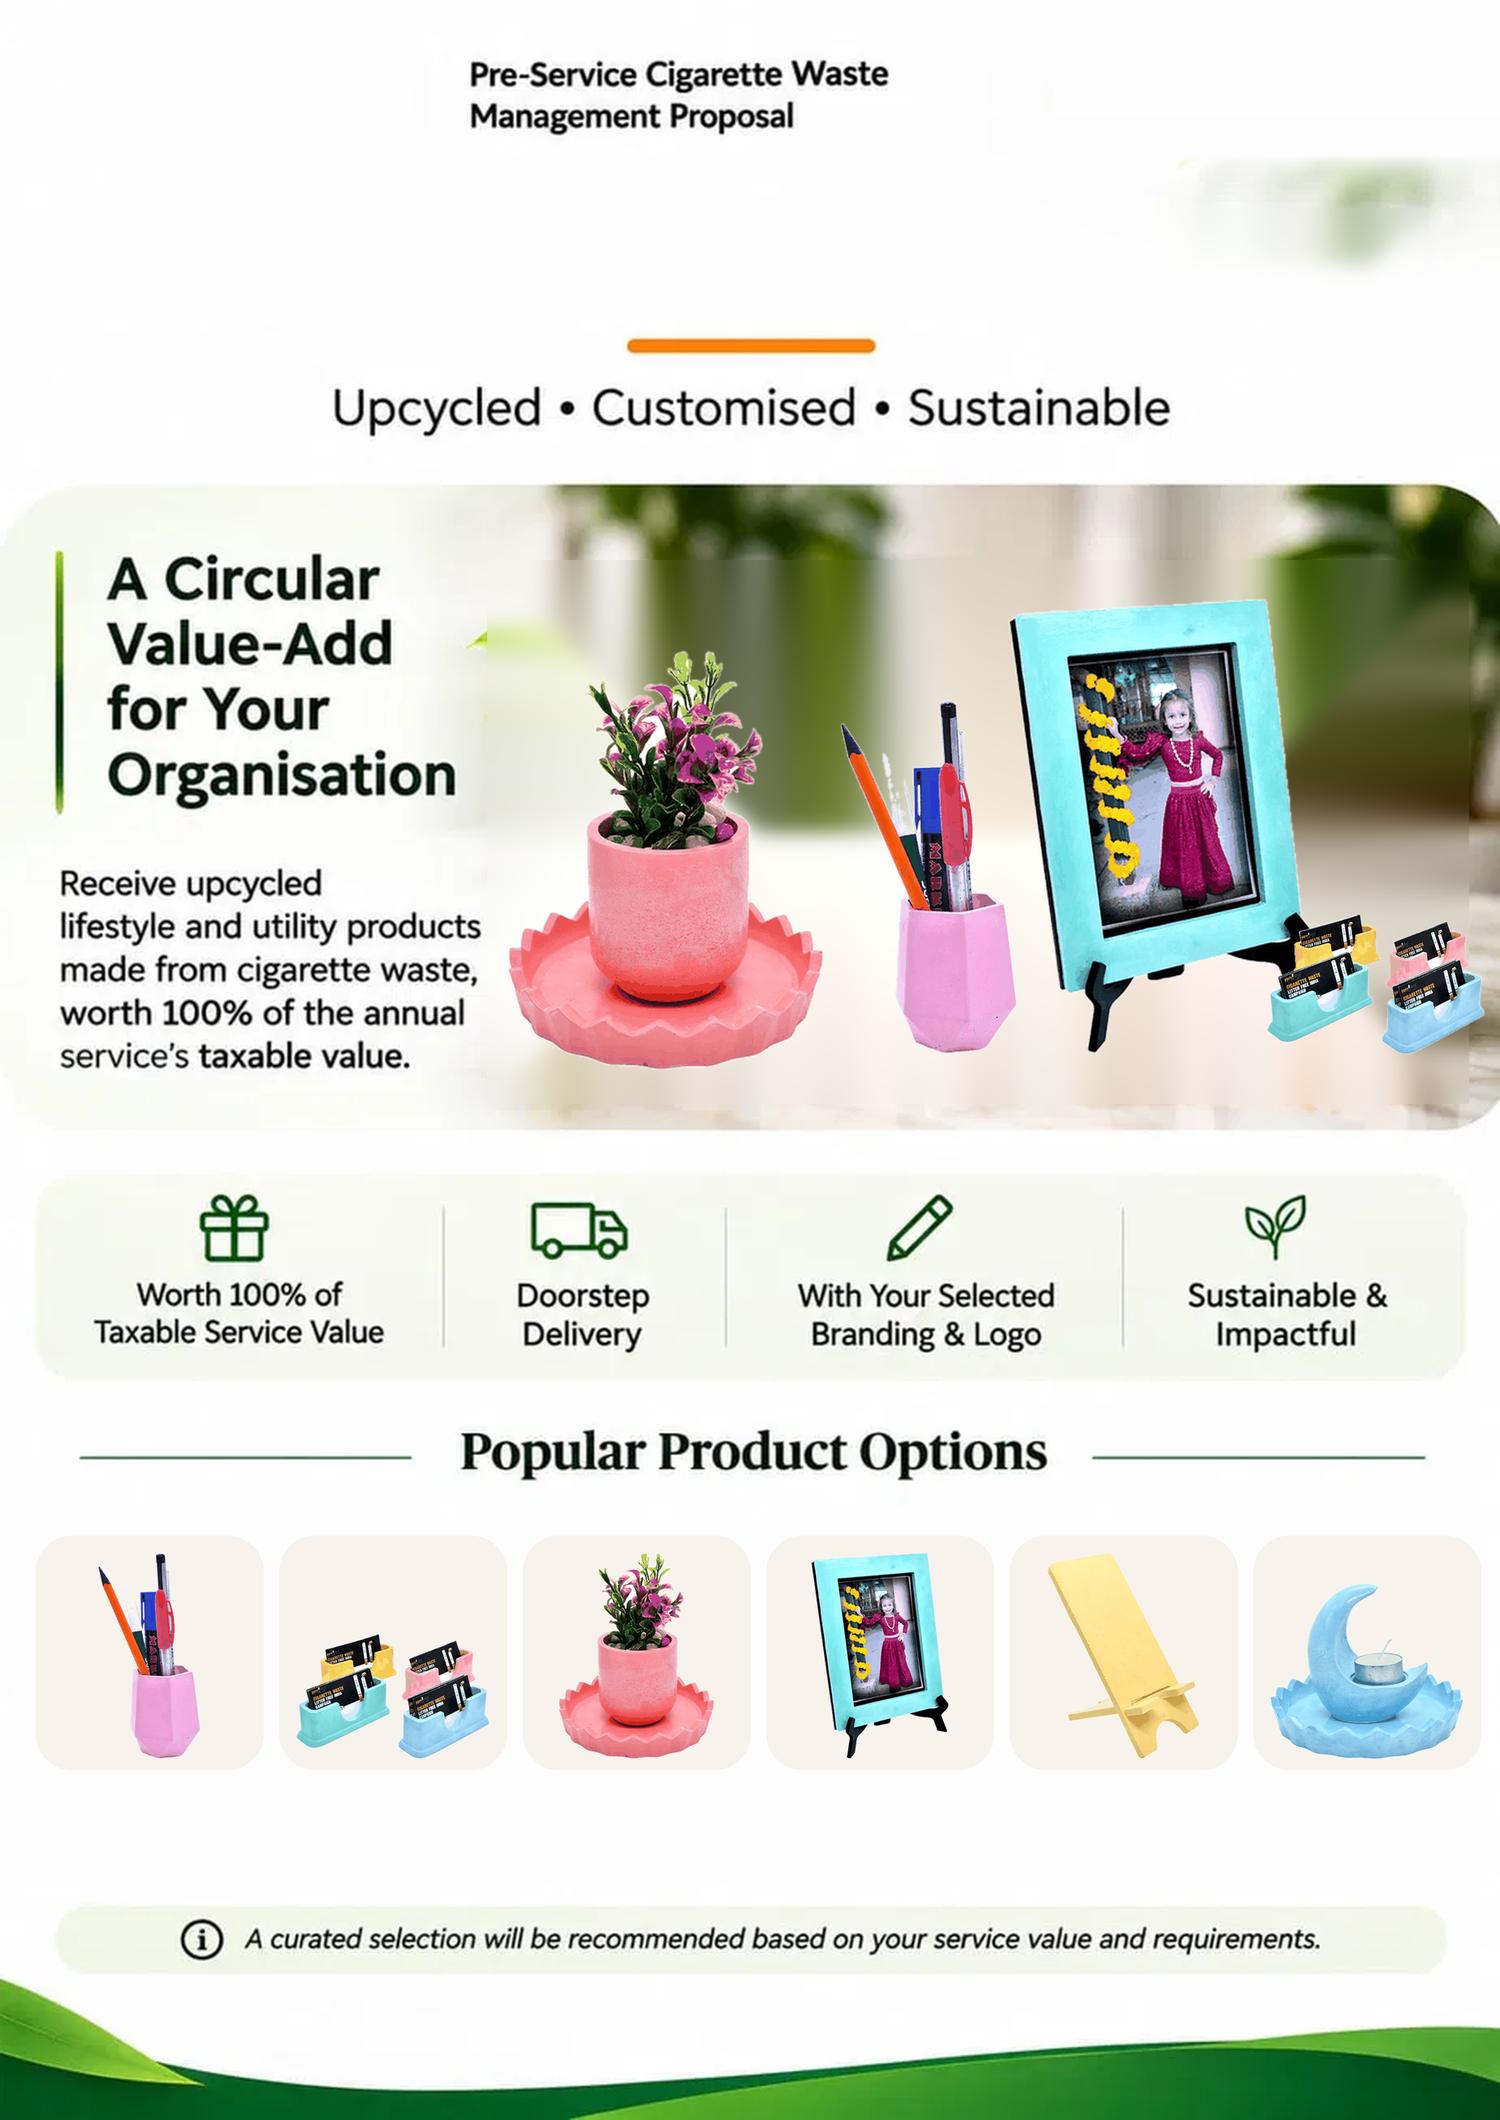 Pre-Service Cigarette Waste
Management Proposal
Upcycled • Customised • Sustainable
A Circular
Value-Add
for Your
Organisation
Receive upcycled
lifestyle and utility products
made from cigarette waste,
worth 100% of the annual
service's taxable value.
Worth 100% of
Taxable Service Value
Doorstep
Delivery
With Your Selected
Branding & Logo
Sustainable &
Impactful
Popular Product Options
A curated selection will be recommended based on your service value and requirements.